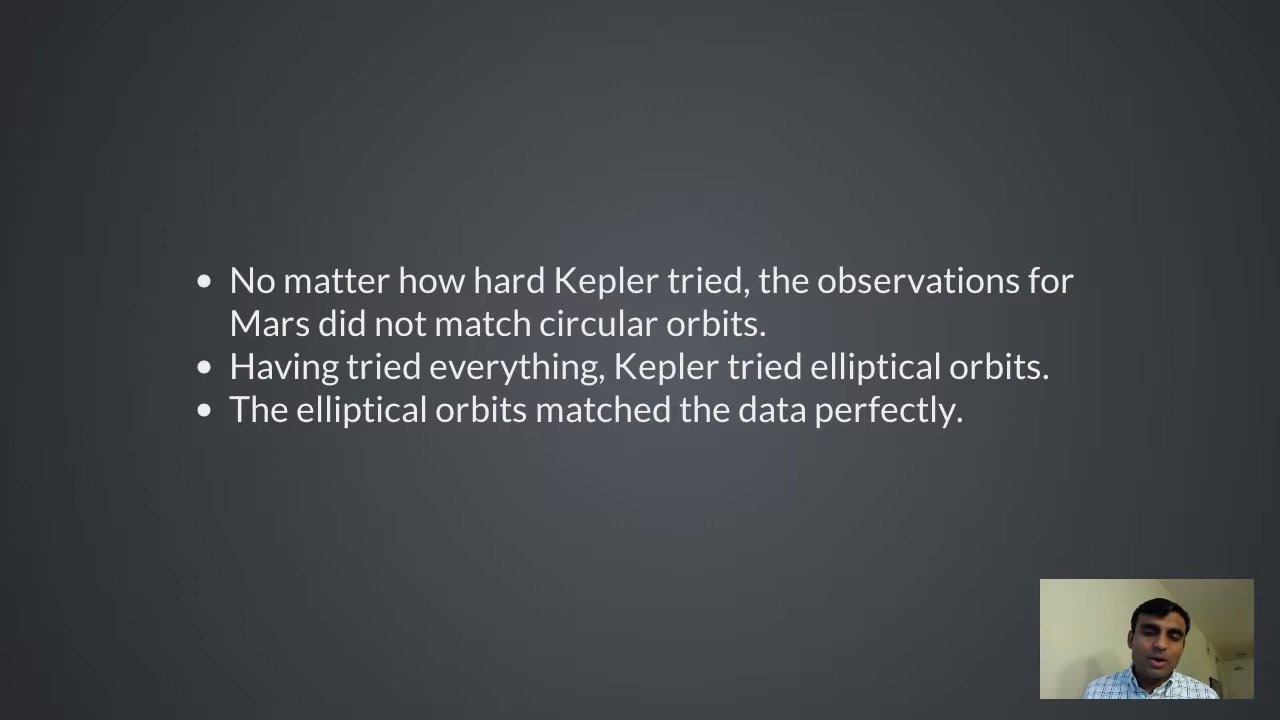 • No matter how hard Kepler tried, the observations for
Mars did not match circular orbits.
• Having tried everything, Kepler tried elliptical orbits.
• The elliptical orbits matched the data perfectly.